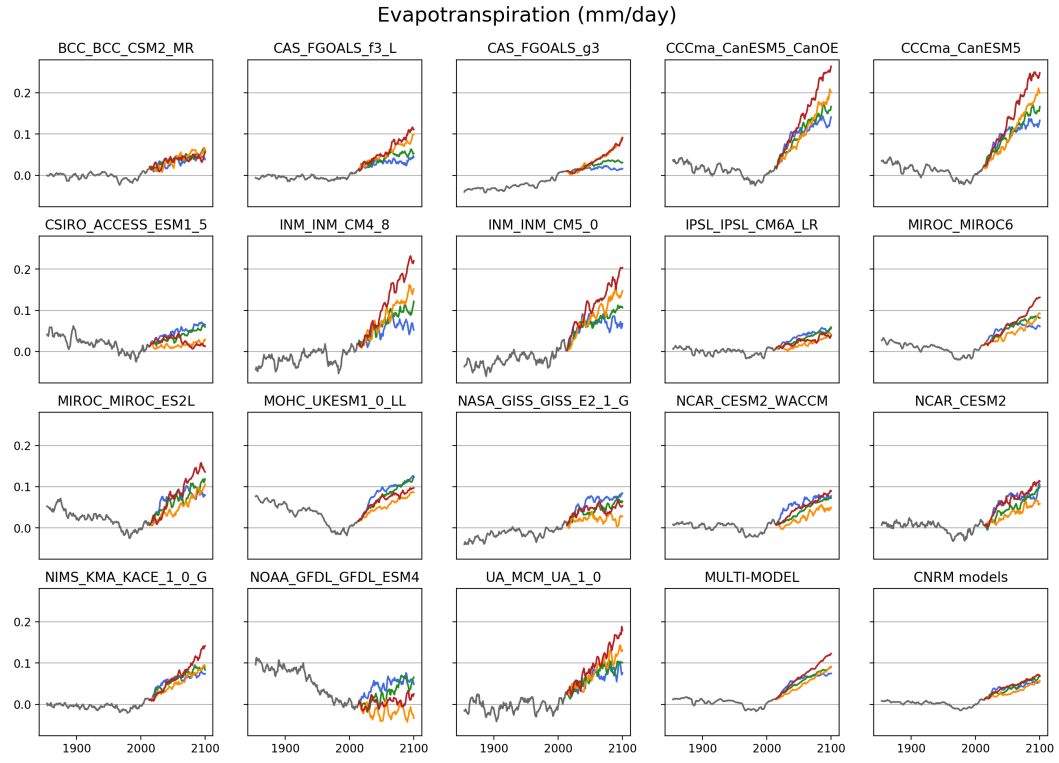 Evapotranspiration (mm/day)
BCC_BCC_CSM2_MR CAS_FGOALS_f3_L CAS_FGOALS_g3 CCCma_CanESM5_CanOE CCCma_CanESM5
0.2
0.1
0.0
CSIRO_ACCESS_ESM1_5 INM_INM_CM4_8 INM_INM_CM5_0 IPSL_IPSL_CM6A_LR MIROC_MIROC6
0.2
0.1
0.0
MIROC_MIROC_ES2L MOHC_UKESM1_0_LL NASA_GISS_GISS_E2_1_G NCAR_CESM2_WACCM NCAR_CESM2
0.2
0.1
0.0
NIMS_KMA_KACE_1_0_G NOAA_GFDL_GFDL_ESM4 UA_MCM_UA_1_0 MULTI-MODEL CNRM models
0.2
0.1
0.0
1900 2000 2100 1900 2000 2100 1900 2000 2100 1900 2000 2100 1900 2000 2100